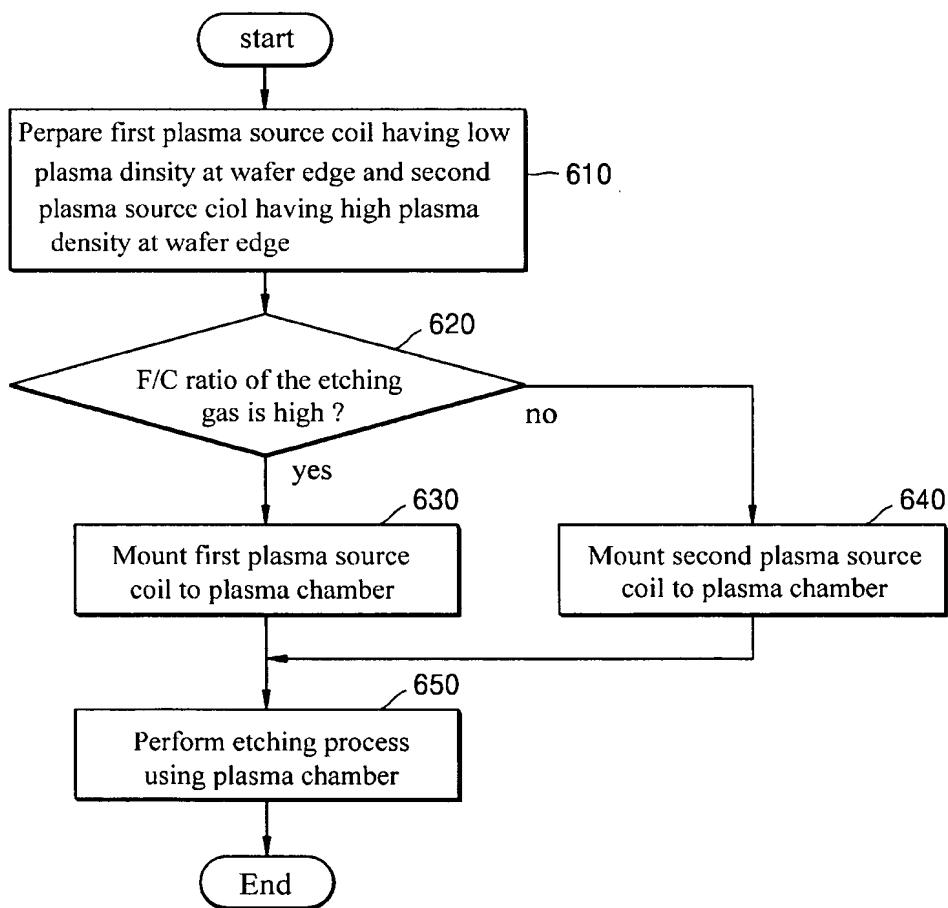 start
Perpare first plasma source coil having low
plasma dinsity at wafer edge and second
plasma source ciol having high plasma
density at wafer edge
610
620
F/C ratio of the etching
gas is high ?
no
yes
630
Mount first plasma source
coil to plasma chamber
640
Mount second plasma source
coil to plasma chamber
650
Perform etching process
using plasma chamber
End